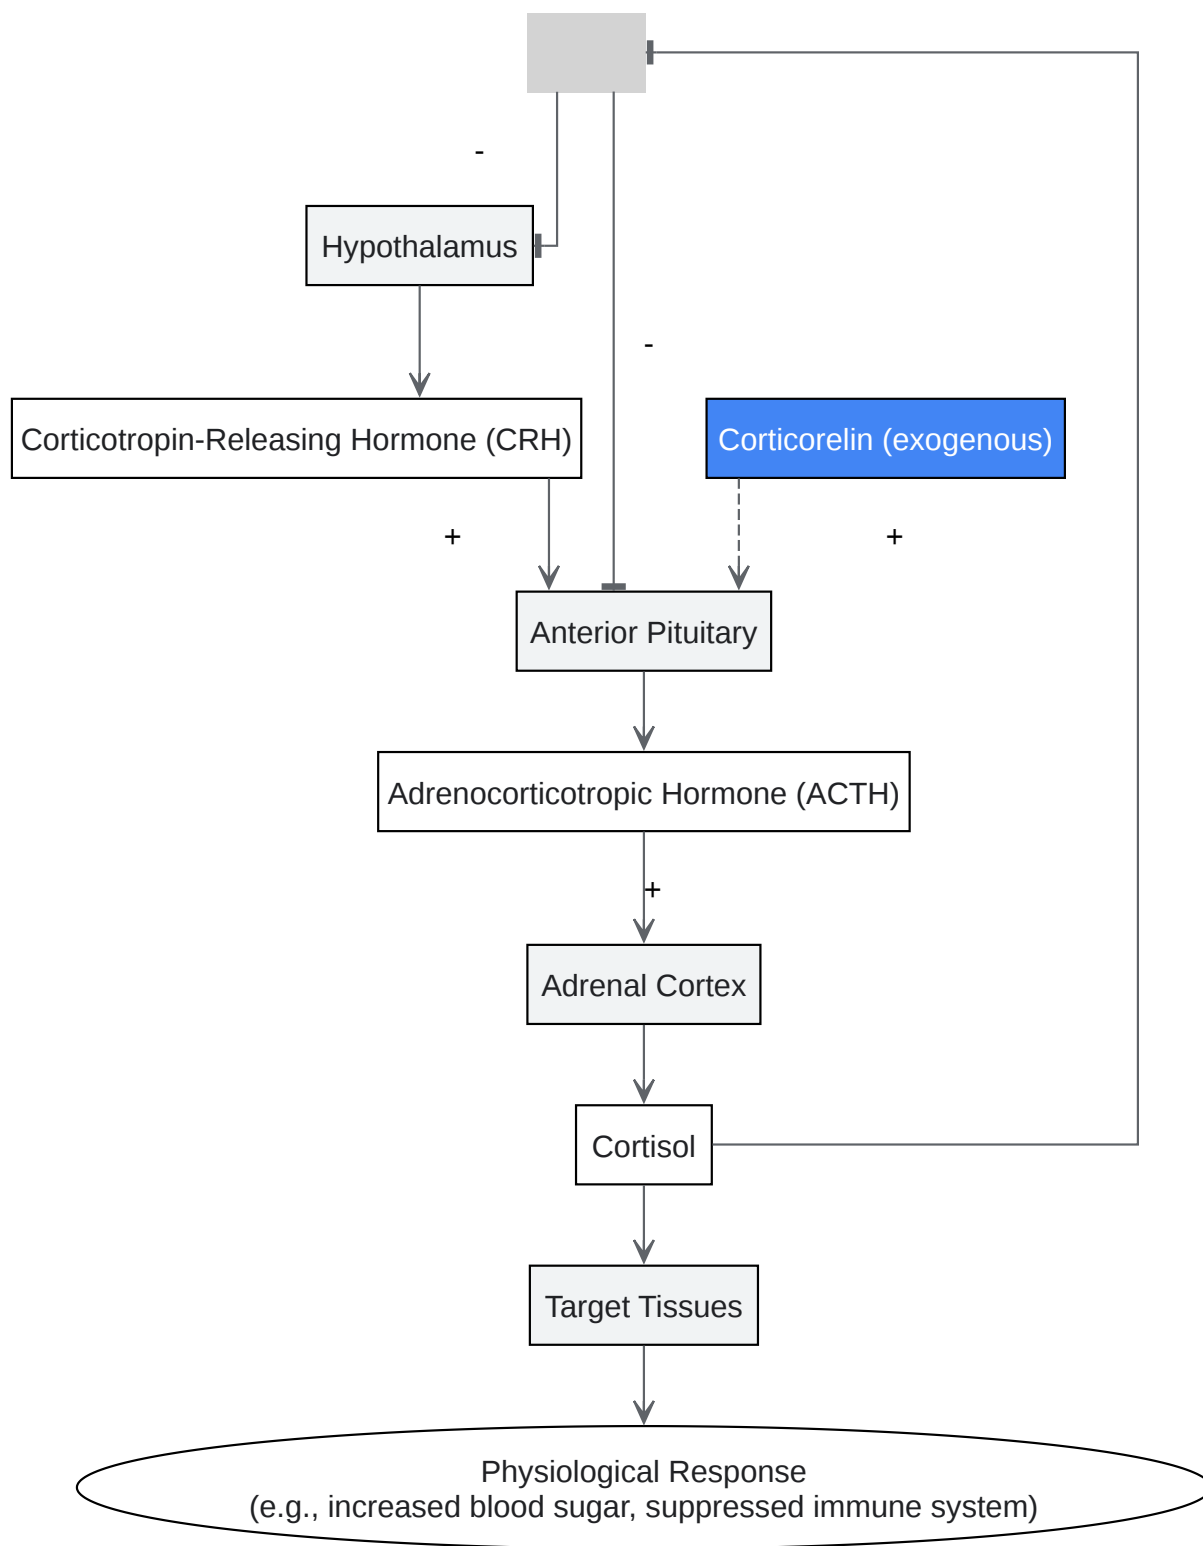 -
Hypothalamus
-
Corticotropin-Releasing Hormone (CRH)
Corticorelin (exogenous)
+
+
Anterior Pituitary
Adrenocorticotropic Hormone (ACTH)
+
Adrenal Cortex
Cortisol
Target Tissues
Physiological Response
(e.g., increased blood sugar, suppressed immune system)